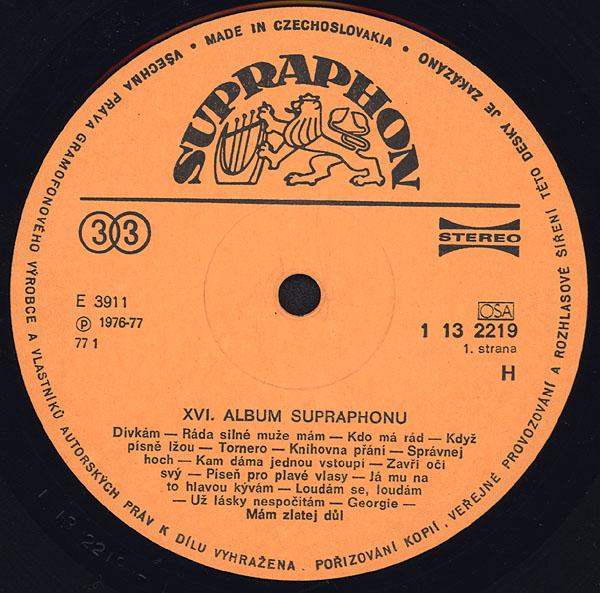 • MADE IN CZECHOSLOVAKIA •
VŠECHNA PRÁVA GRAMOFONOVÉHO VÝROBCE A VLASTNÍKŮ AUTORSKÝCH PRÁV K DÍLU VYHRAŽENA. POŘIZOVÁNÍ KOPIÍ, VEŘEJNÉ PROVOZOVÁNÍ A ROZHLASOVÉ ŠÍŘENÍ TÉTO DESKY JE ZAKÁZÁNO
SUPRAPHON
33
STEREO
E 3911
Ⓟ 1976-77
77 1
OSA
1 13 2219
1. strana
H
XVI. ALBUM SUPRAPHONU
Dívkám — Ráda silné muže mám — Kdo má rád — Když
písně lžou — Tornero — Knihovna přání — Správnej
hoch — Kam dáma jednou vstoupí — Zavři oči
svý — Píseň pro plavé vlasy — Já mu na
to hlavou kývám — Loudám se, loudám
— Už lásky nespočítám — Georgie —
Mám zlatej důl
1 13 2219